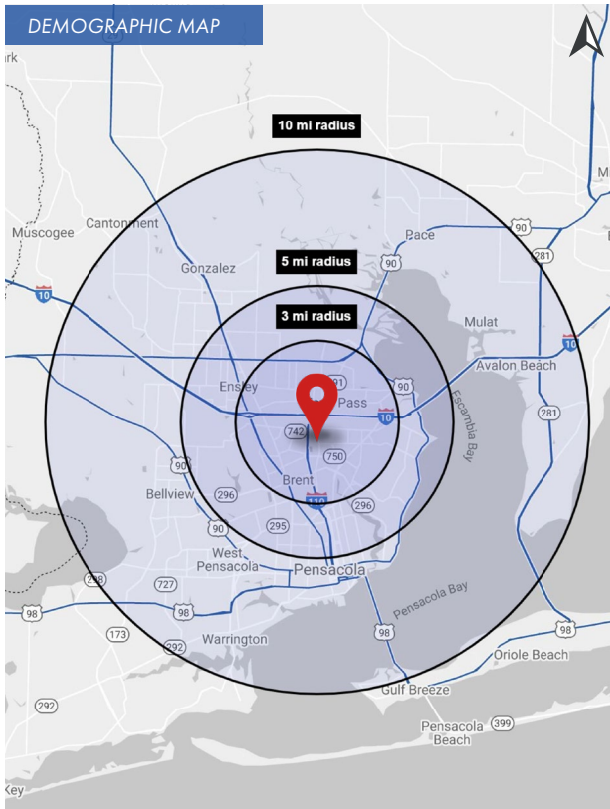 DEMOGRAPHIC MAP
10 mi radius
90
Cantonment
Pace
Muscogee
281
5 mi radius
90
Gonzalez
10
3 mi radius
Mulat
10
Avalon Beach
Ensley
90
Pass
10
Escambia Bay
281
742
750
90
Brent
Bellview
296
110
296
295
90
West
Pensacola
Pensacola
727
98
98
Pensacola Bay
173
98
98
Warrington
292
Oriole Beach
Gulf Breeze
292
399
Pensacola
Beach
Key